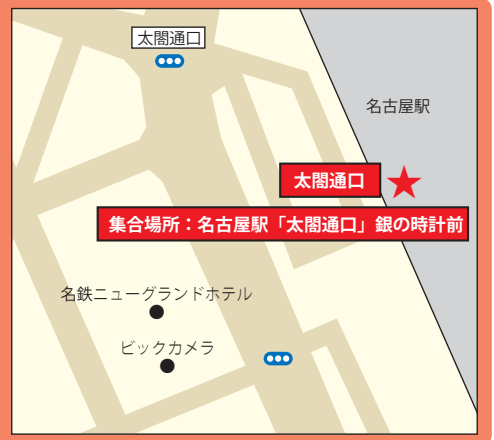 太閤通口
名古屋駅
太閤通口
集合場所：名古屋駅「太閤通口」銀の時計前
名鉄ニューグランドホテル
ビックカメラ